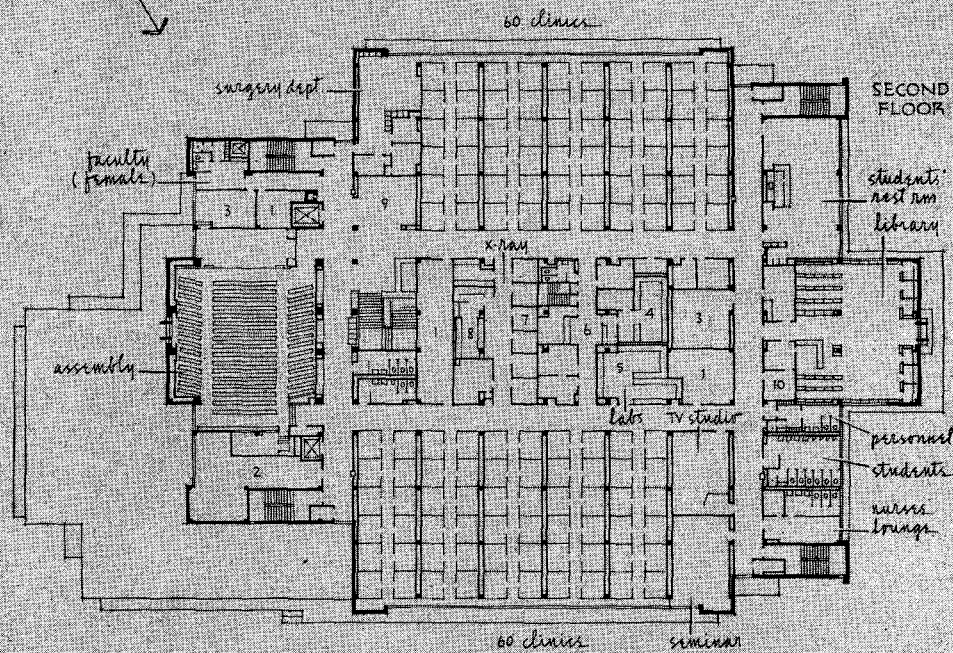 60 clinics
surgery dept
SECOND
FLOOR
faculty
(female)
students'
rest rm
library
3
1
9
x-ray
1
8
7
6
4
3
5
1
10
assembly
labs
TV studio
personnel
2
students
nurses
lounge
60 clinics
seminar